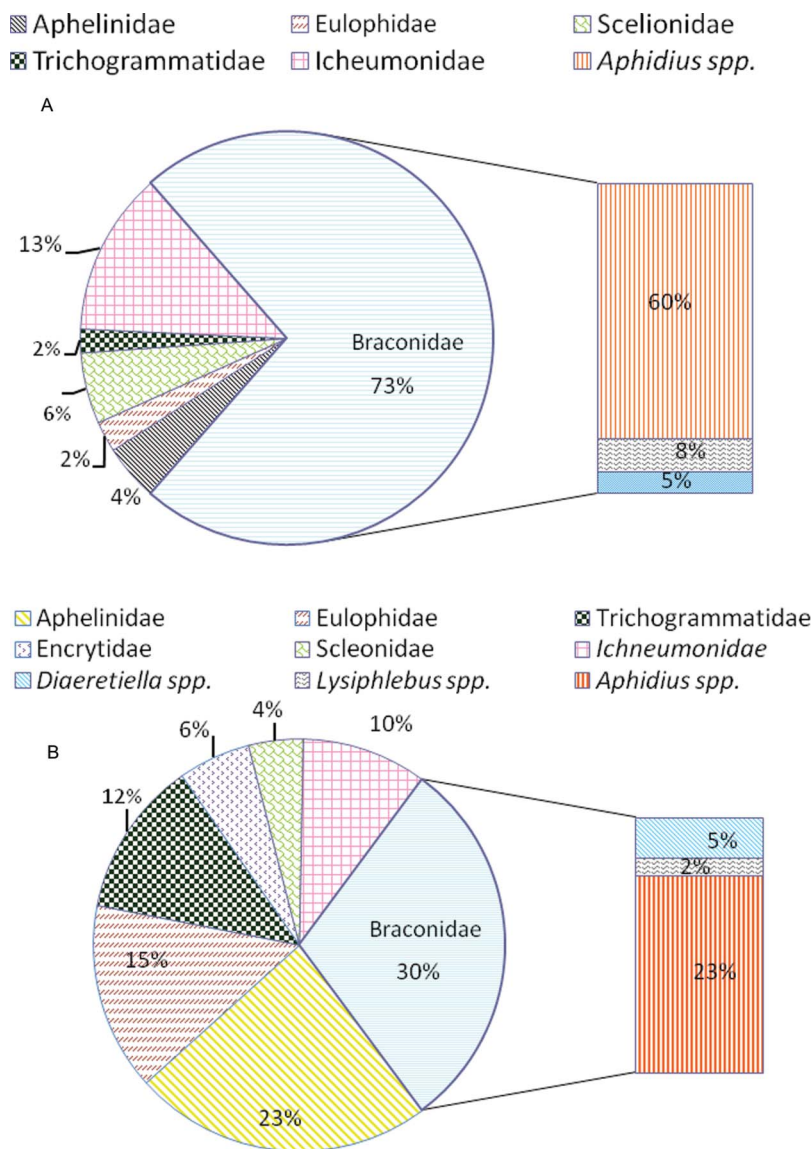 Aphelinidae Eulophidae Scelionidae
Trichogrammatidae Icheumonidae Aphidius spp.
A
13%
60%
2%
Braconidae
73%
6%
8%
2%
5%
4%
Aphelinidae Eulophidae Trichogrammatidae
Encrytidae Scleonidae Ichneumonidae
Diaeretiella spp. Lysiphlebus spp. Aphidius spp.
4%
10%
6%
B
12%
5%
2%
Braconidae
15%
30%
23%
23%